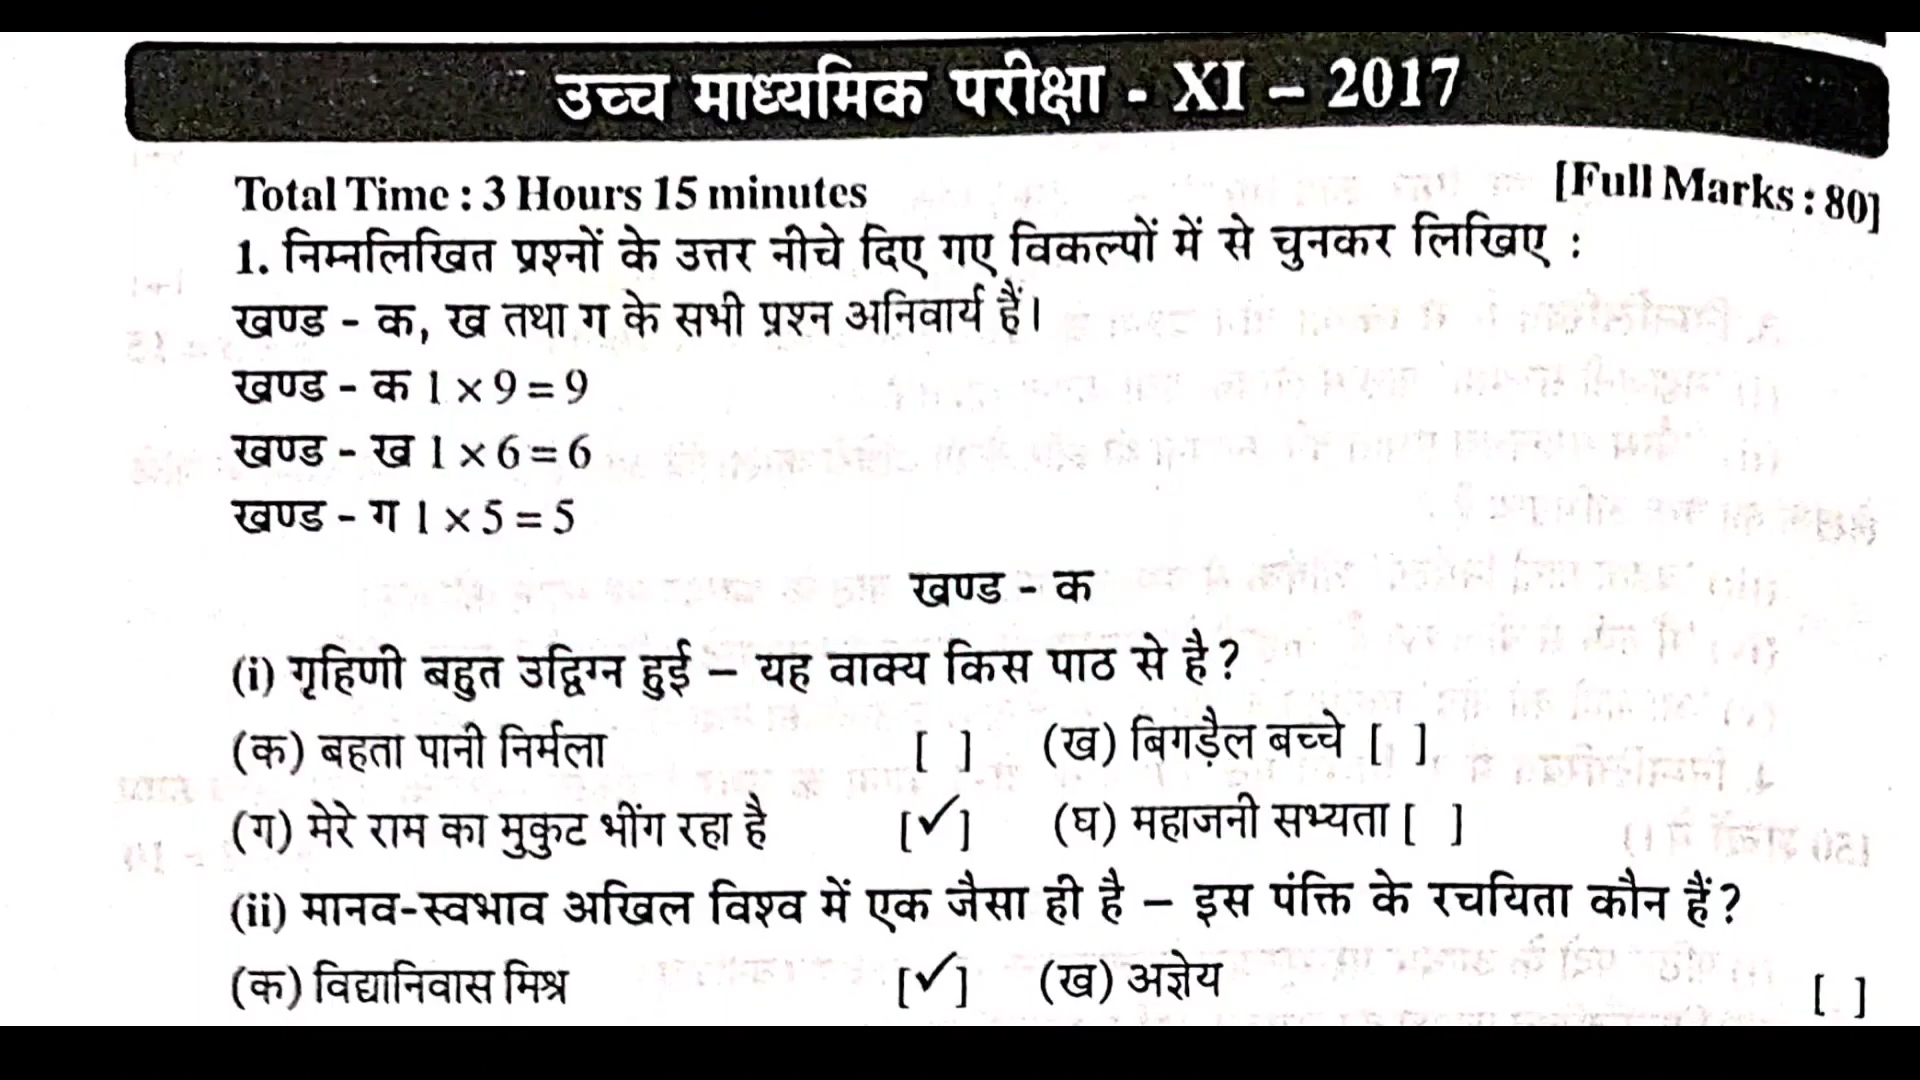 उच्च माध्यमिक परीक्षा - XI – 2017
Total Time : 3 Hours 15 minutes [Full Marks : 80]
1. निम्नलिखित प्रश्नों के उत्तर नीचे दिए गए विकल्पों में से चुनकर लिखिए :
खण्ड - क, ख तथा ग के सभी प्रश्न अनिवार्य हैं।
खण्ड - क 1 × 9 = 9
खण्ड - ख 1 × 6 = 6
खण्ड - ग 1 × 5 = 5
खण्ड - क
(i) गृहिणी बहुत उद्विग्न हुई – यह वाक्य किस पाठ से है?
(क) बहता पानी निर्मला [ ] (ख) बिगड़ैल बच्चे [ ]
(ग) मेरे राम का मुकुट भींग रहा है [✓] (घ) महाजनी सभ्यता [ ]
(ii) मानव-स्वभाव अखिल विश्व में एक जैसा ही है – इस पंक्ति के रचयिता कौन हैं?
(क) विद्यानिवास मिश्र [✓] (ख) अज्ञेय [ ]